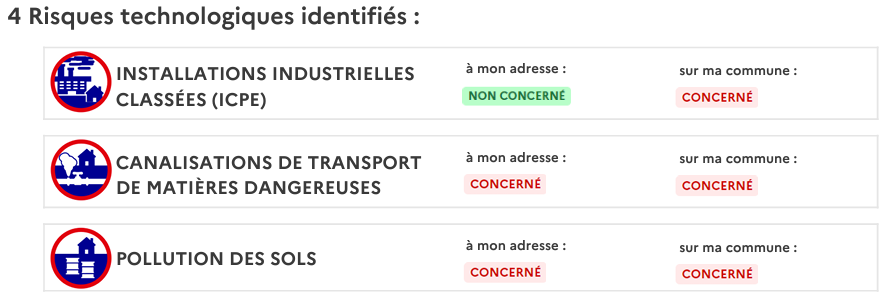 4 Risques technologiques identifiés :
INSTALLATIONS INDUSTRIELLES
CLASSÉES (ICPE)
à mon adresse :
NON CONCERNÉ
sur ma commune :
CONCERNÉ
CANALISATIONS DE TRANSPORT
DE MATIÈRES DANGEREUSES
à mon adresse :
CONCERNÉ
sur ma commune :
CONCERNÉ
POLLUTION DES SOLS
à mon adresse :
CONCERNÉ
sur ma commune :
CONCERNÉ